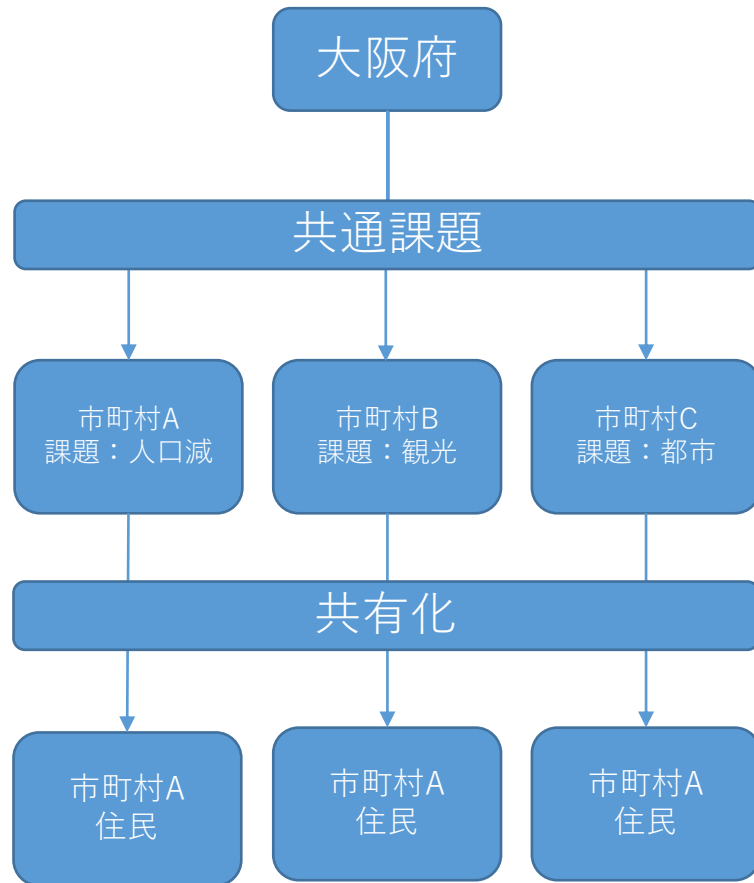 大阪府
共通課題
市町村A
課題：人口減
市町村B
課題：観光
市町村C
課題：都市
共有化
市町村A
住民
市町村A
住民
市町村A
住民